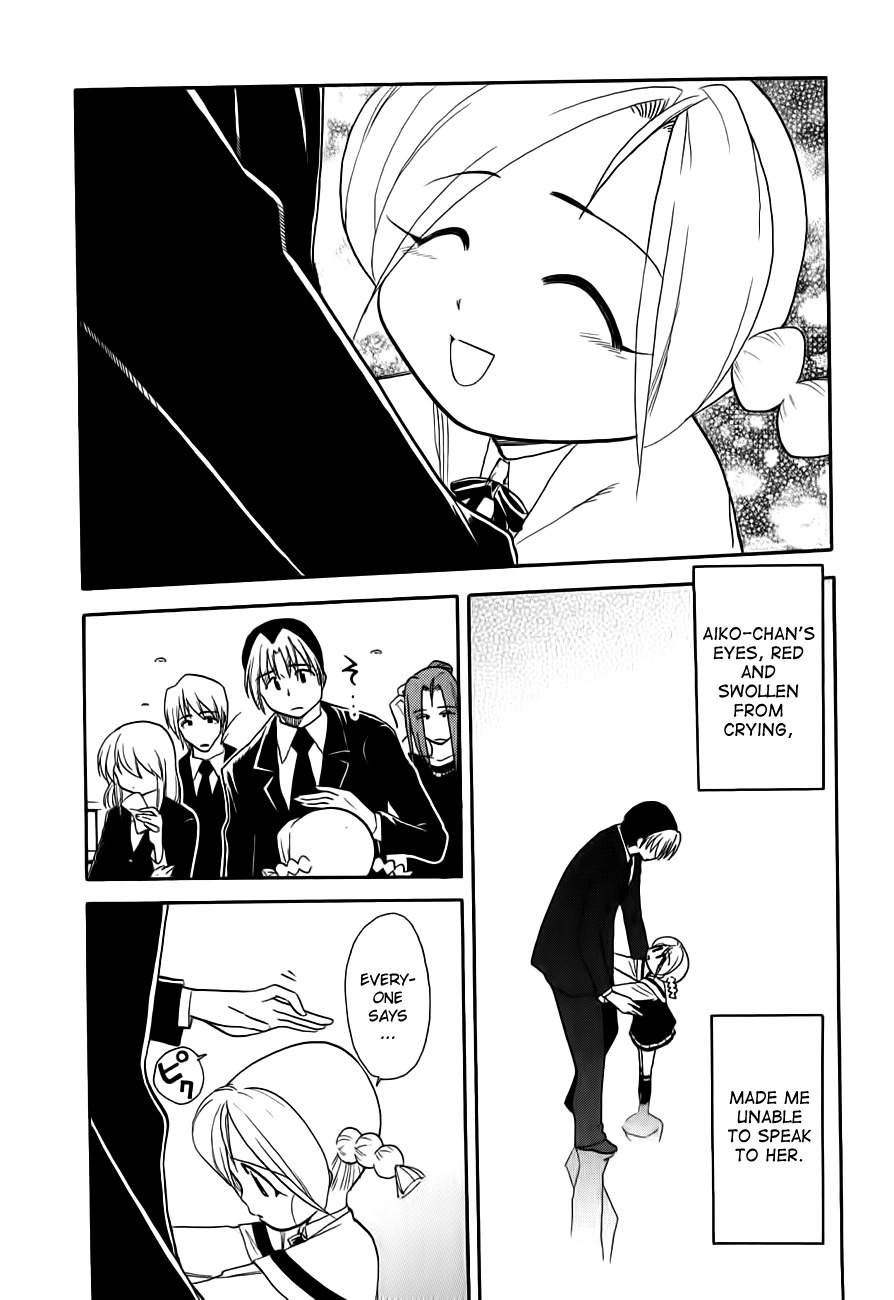 AIKO-CHAN'S
EYES, RED
AND
SWOLLEN
FROM
CRYING,
MADE ME
UNABLE
TO SPEAK
TO HER.
EVERY-
ONE
SAYS
...
ピク